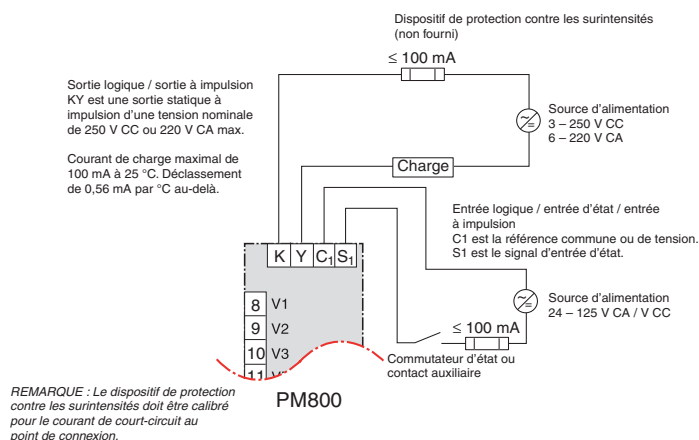 Dispositif de protection contre les surintensités
(non fourni)
≤ 100 mA
Sortie logique / sortie à impulsion
KY est une sortie statique à
impulsion d'une tension nominale
de 250 V CC ou 220 V CA max.
Courant de charge maximal de
100 mA à 25 °C. Déclassement
de 0,56 mA par °C au-delà.
Source d'alimentation
3 – 250 V CC
6 – 220 V CA
Charge
Entrée logique / entrée d'état / entrée
à impulsion
C1 est la référence commune ou de tension.
S1 est le signal d'entrée d'état.
K Y C1 S1
8 V1
9 V2
10 V3
11
Source d'alimentation
24 – 125 V CA / V CC
≤ 100 mA
Commutateur d'état ou
contact auxiliaire
PM800
REMARQUE : Le dispositif de protection
contre les surintensités doit être calibré
pour le courant de court-circuit au
point de connexion.